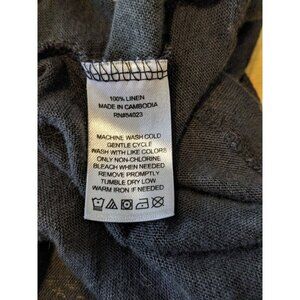 100% LINEN
MADE IN CAMBODIA
RN#54023
MACHINE WASH COLD
GENTLE CYCLE
WASH WITH LIKE COLORS
ONLY NON-CHLORINE
BLEACH WHEN NEEDED
REMOVE PROMPTLY
TUMBLE DRY LOW
WARM IRON IF NEEDED